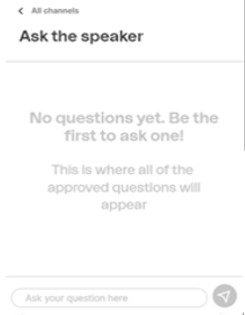 All channels
Ask the speaker
No questions yet. Be the
first to ask one!
This is where all of the
approved questions will
appear
Ask your question here